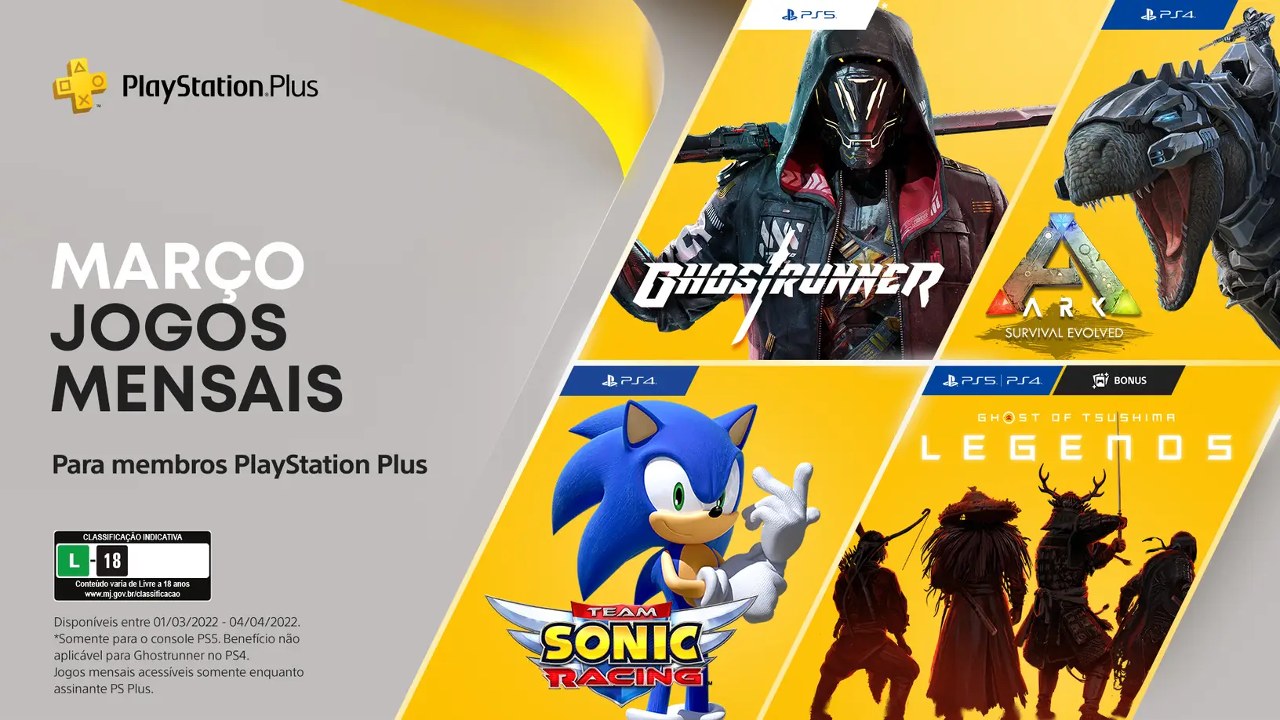 PlayStation.Plus
MARÇO
JOGOS
MENSAIS
Para membros PlayStation Plus
CLASSIFICAÇÃO INDICATIVA
L - 18
Conteúdo varia de Livre a 18 anos
www.mj.gov.br/classificacao
Disponíveis entre 01/03/2022 - 04/04/2022.
*Somente para o console PS5. Benefício não
aplicável para Ghostrunner no PS4.
Jogos mensais acessíveis somente enquanto
assinante PS Plus.
PS5
GHOSTRUNNER
PS4
ARK
SURVIVAL EVOLVED
PS4
TEAM
SONIC
RACING
PS5 | PS4
BONUS
GHOST OF TSUSHIMA
LEGENDS